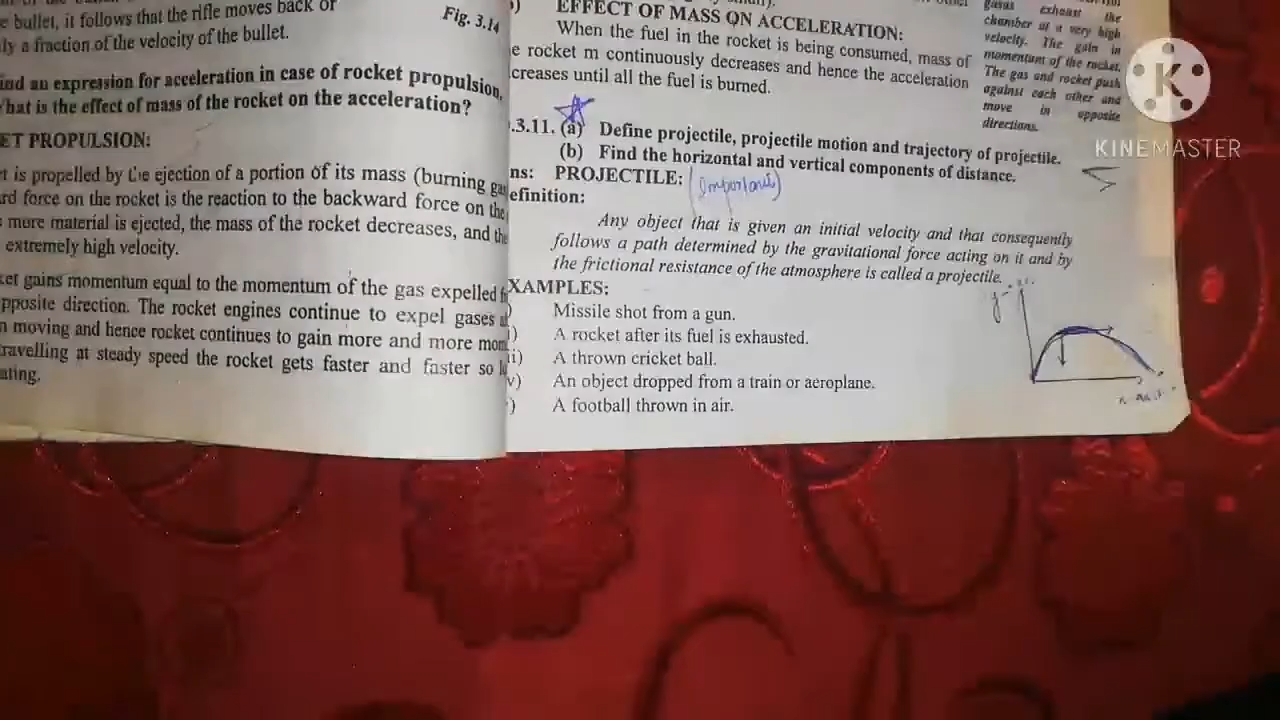 bullet, it follows that the rifle moves back or
a fraction of the velocity of the bullet.
Fig. 3.14
an expression for acceleration in case of rocket propulsion.
hat is the effect of mass of the rocket on the acceleration?
ET PROPULSION:
is propelled by the ejection of a portion of its mass (burning
force on the rocket is the reaction to the backward force on the
more material is ejected, the mass of the rocket decreases, and the
extremely high velocity.
gains momentum equal to the momentum of the gas expelled
pposite direction. The rocket engines continue to expel gases
moving and hence rocket continues to gain more and more mom
ravelling at steady speed the rocket gets faster and faster so
ating.
EFFECT OF MASS ON ACCELERATION:
When the fuel in the rocket is being consumed, mass of
e rocket m continuously decreases and hence the acceleration
creases until all the fuel is burned.
gases exhaust the
chamber at a very high
velocity. The gain in
momentum of the rocket.
The gas and rocket push
against each other and
move in opposite
directions.
KINEMASTER
K
.3.11. (a) Define projectile, projectile motion and trajectory of projectile.
(b) Find the horizontal and vertical components of distance.
ns: PROJECTILE: (Important)
efinition:
Any object that is given an initial velocity and that consequently
follows a path determined by the gravitational force acting on it and by
the frictional resistance of the atmosphere is called a projectile.
XAMPLES:
) Missile shot from a gun.
i) A rocket after its fuel is exhausted.
ii) A thrown cricket ball.
v) An object dropped from a train or aeroplane.
) A football thrown in air.